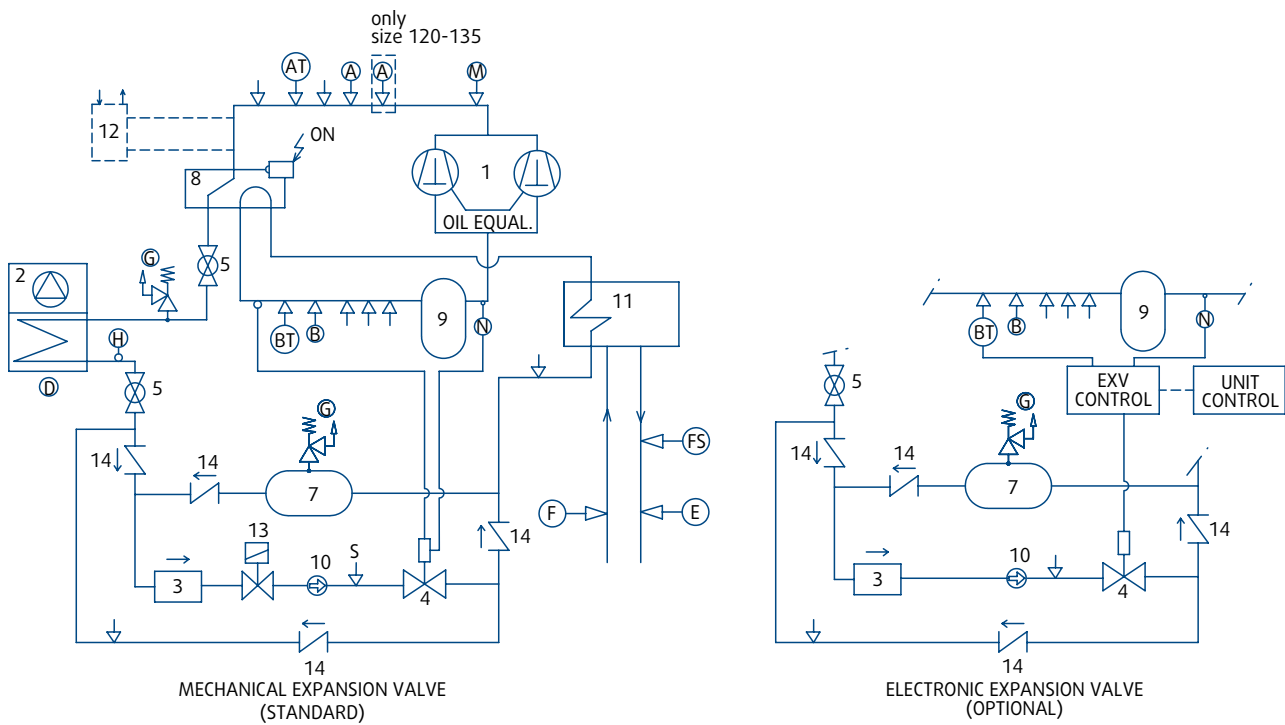 only
size 120-135
AT
A
A
M
12
ON
8
1
OIL EQUAL.
G
5
2
9
11
9
N
BT
B
N
BT
B
H
D
5
EXV
CONTROL
UNIT
CONTROL
5
G
G
FS
14
14
7
14
14
7
F
E
13
14
14
S
10
10
3
4
3
4
14
14
MECHANICAL EXPANSION VALVE
(STANDARD)
ELECTRONIC EXPANSION VALVE
(OPTIONAL)